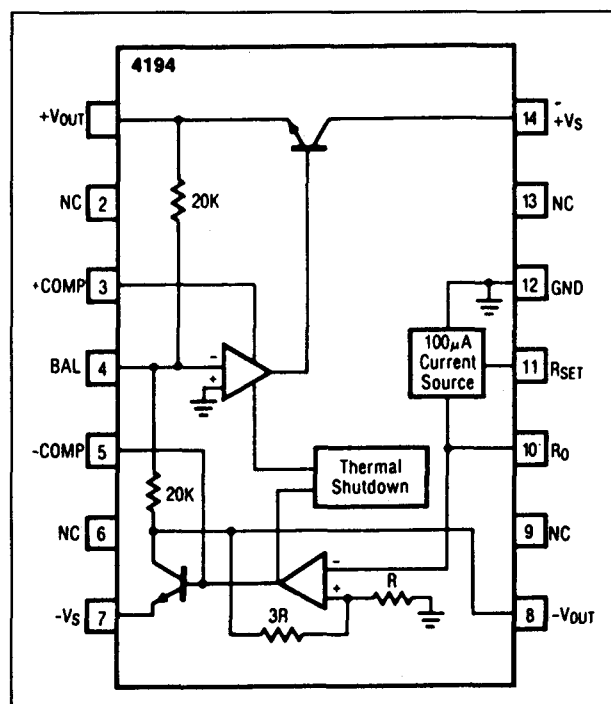 4194
+VOUT
14
+VS
20K
NC 2
13 NC
+COMP 3
12 GND
100µA
Current
Source
BAL 4
-
+
11 RSET
-COMP 5
10 RO
Thermal
Shutdown
20K
NC 6
9 NC
-
+
R
3R
-VS 7
8 -VOUT